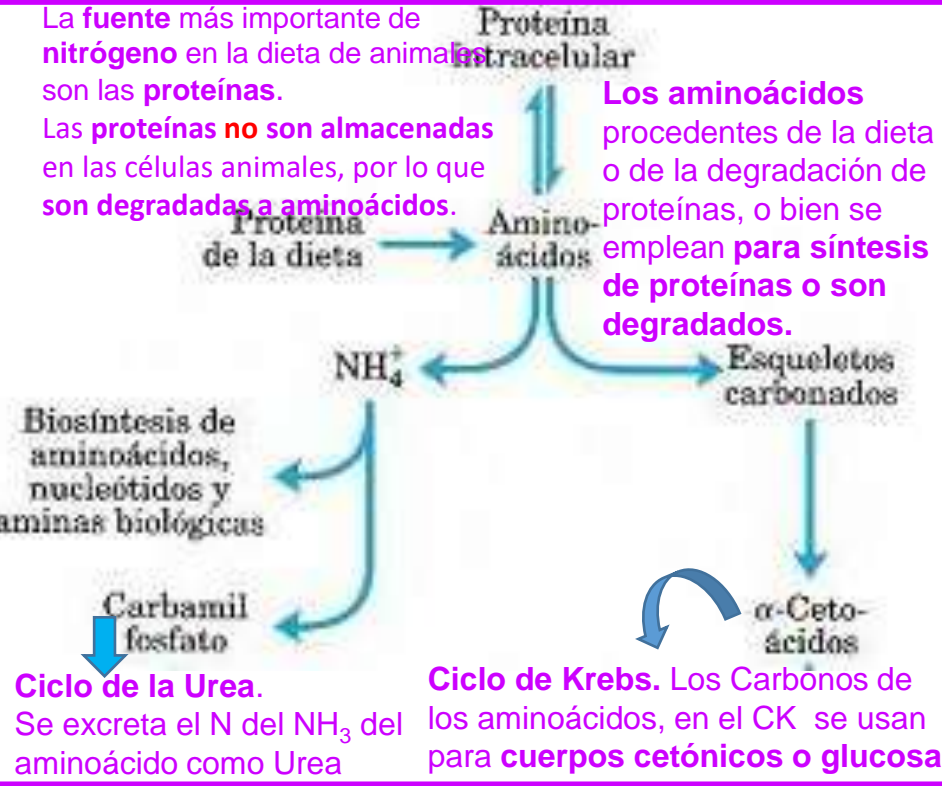 La fuente más importante de
nitrógeno en la dieta de animales
son las proteínas.
Las proteínas no son almacenadas
en las células animales, por lo que
son degradadas a aminoácidos.
Proteína
intracelular
Los aminoácidos
procedentes de la dieta
o de la degradación de
proteínas, o bien se
emplean para síntesis
de proteínas o son
degradados.
Proteína
de la dieta
Amino-
ácidos
NH₄⁺
Esqueletos
carbonados
Biosíntesis de
aminoácidos,
nucleótidos y
aminas biológicas
Carbamil
fosfato
α-Ceto-
ácidos
Ciclo de la Urea.
Se excreta el N del NH₃ del
aminoácido como Urea
Ciclo de Krebs. Los Carbonos de
los aminoácidos, en el CK se usan
para cuerpos cetónicos o glucosa